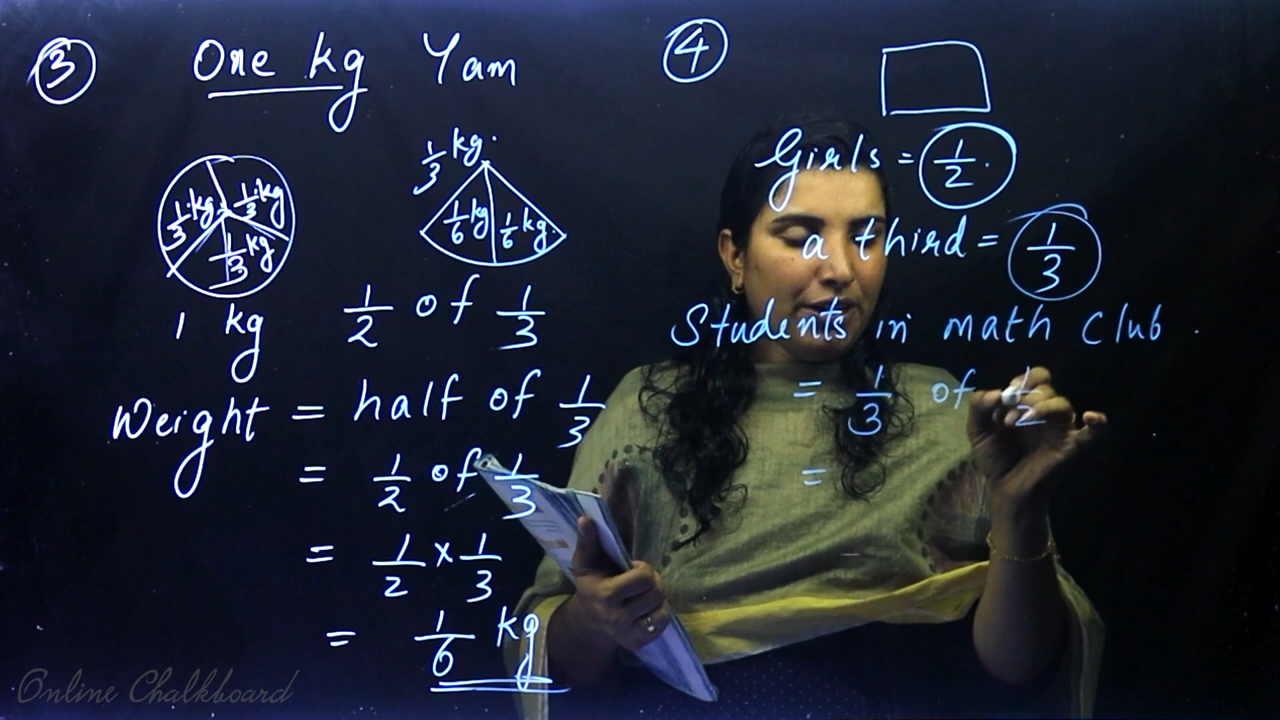 ③ One kg Yam
1/3 kg 1/3 kg 1/3 kg
1/3 kg.
1/6 kg 1/6 kg
1 kg
1/2 of 1/3
Weight = half of 1/3
= 1/2 of 1/3
= 1/2 × 1/3
= 1/6 kg
④
Girls = 1/2.
a third = 1/3
Students in math club
= 1/3 of 1/2
=
Online Chalkboard